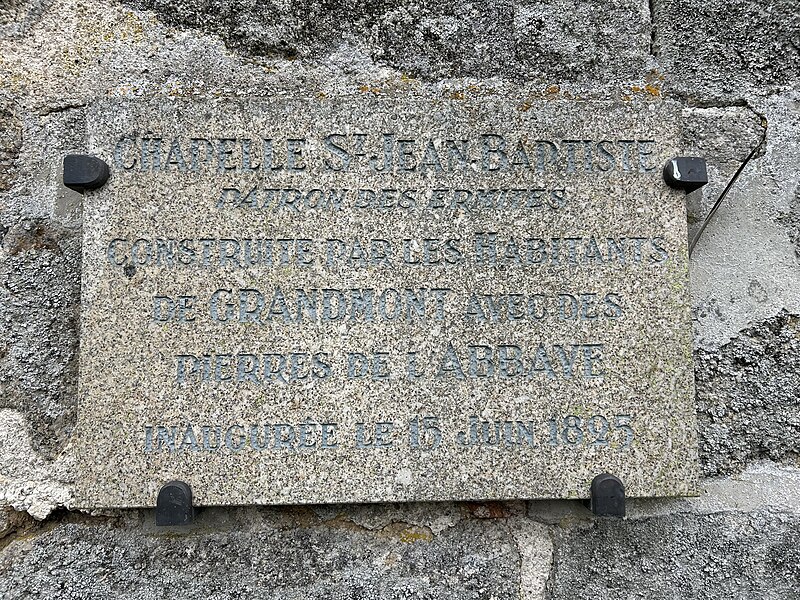 CHAPELLE ST JEAN BAPTISTE
PATRON DES ERMITES
CONSTRUITE PAR LES HABITANTS
DE GRANDMONT AVEC DES
PIERRES DE L'ABBAYE
INAUGURÉE LE 15 JUIN 1825